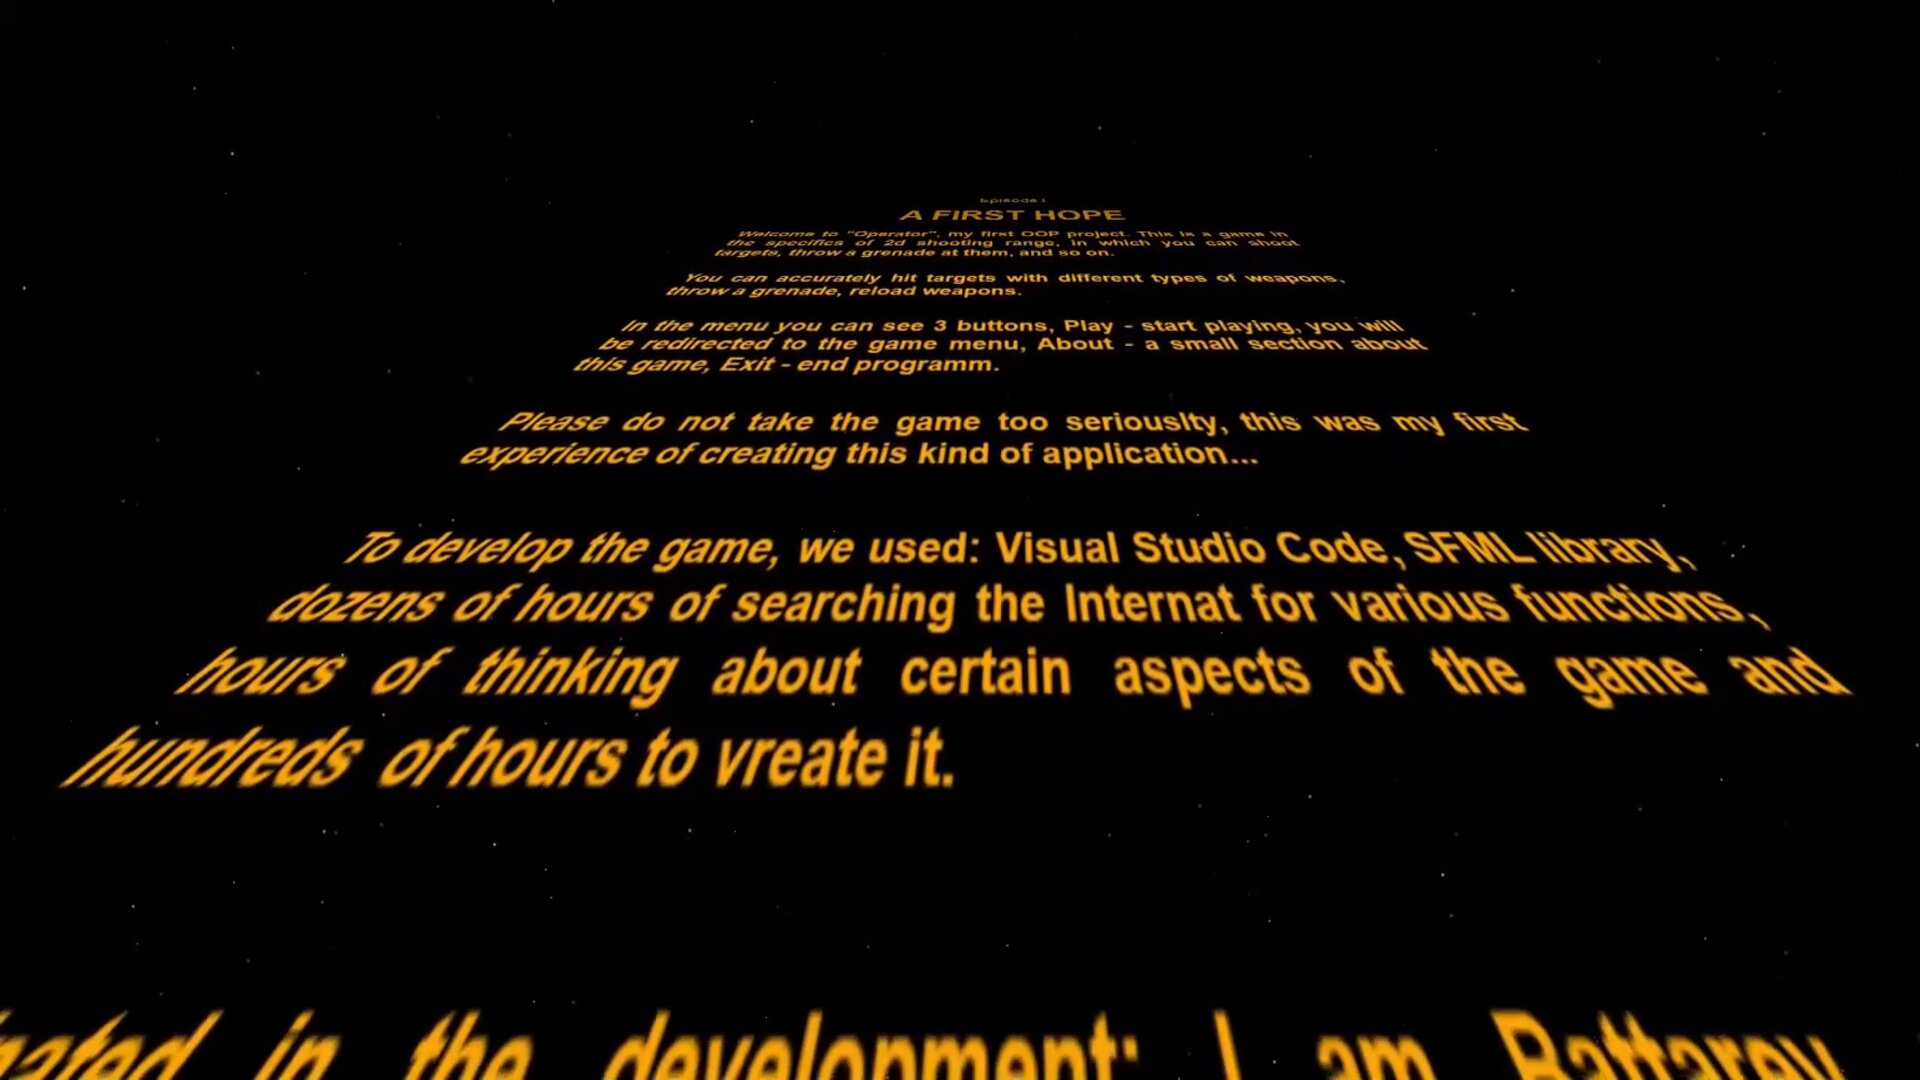 Episode I
A FIRST HOPE
Welcome to "Operator", my first OOP project. This is a game in
the specifics of 2d shooting range, in which you can shoot
targets, throw a grenade at them, and so on.
You can accurately hit targets with different types of weapons,
throw a grenade, reload weapons.
In the menu you can see 3 buttons, Play - start playing, you will
be redirected to the game menu, About - a small section about
this game, Exit - end programm.
Please do not take the game too seriouslty, this was my first
experience of creating this kind of application...
To develop the game, we used: Visual Studio Code, SFML library,
dozens of hours of searching the Internat for various functions,
hours of thinking about certain aspects of the game and
hundreds of hours to vreate it.
in the development: I am Battarey